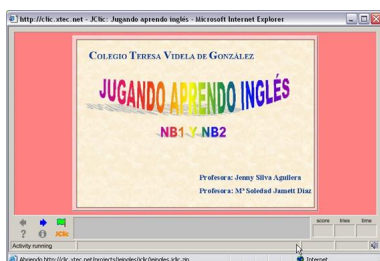 http://clic.xtec.net - JClic: Jugando aprendo inglés - Microsoft Internet Explorer
COLEGIO TERESA VIDELA DE GONZÁLEZ
JUGANDO APRENDO INGLÉS
NB1 Y NB2
Profesora: Jenny Silva Aguilera
Profesora: Mª Soledad Jamett Díaz
score tries time
JClic
Activity running
Abriendo http://clic.xtec.net/projects/jeingles/jclic/jeingles.jclic.zip
Internet